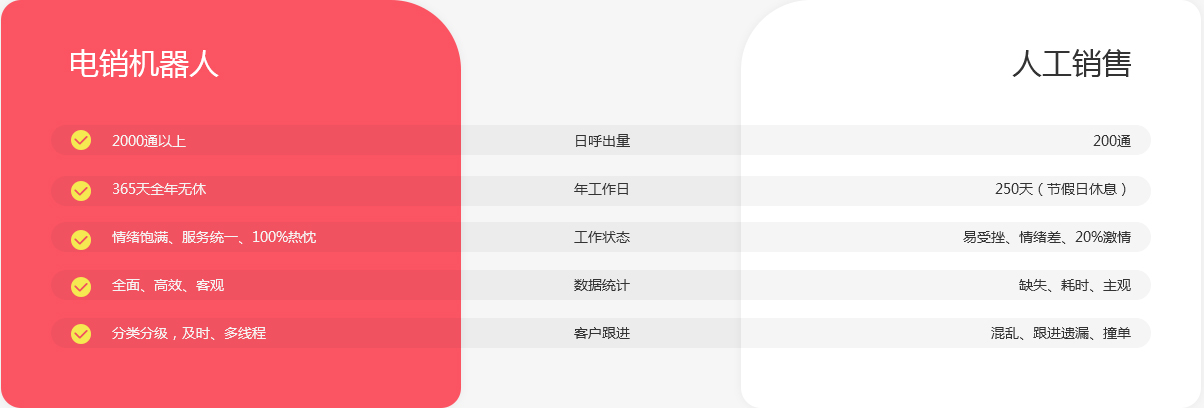 电销机器人
人工销售
2000通以上
日呼出量
200通
365天全年无休
年工作日
250天（节假日休息）
情绪饱满、服务统一、100%热忱
工作状态
易受挫、情绪差、20%激情
全面、高效、客观
数据统计
缺失、耗时、主观
分类分级，及时、多线程
客户跟进
混乱、跟进遗漏、撞单